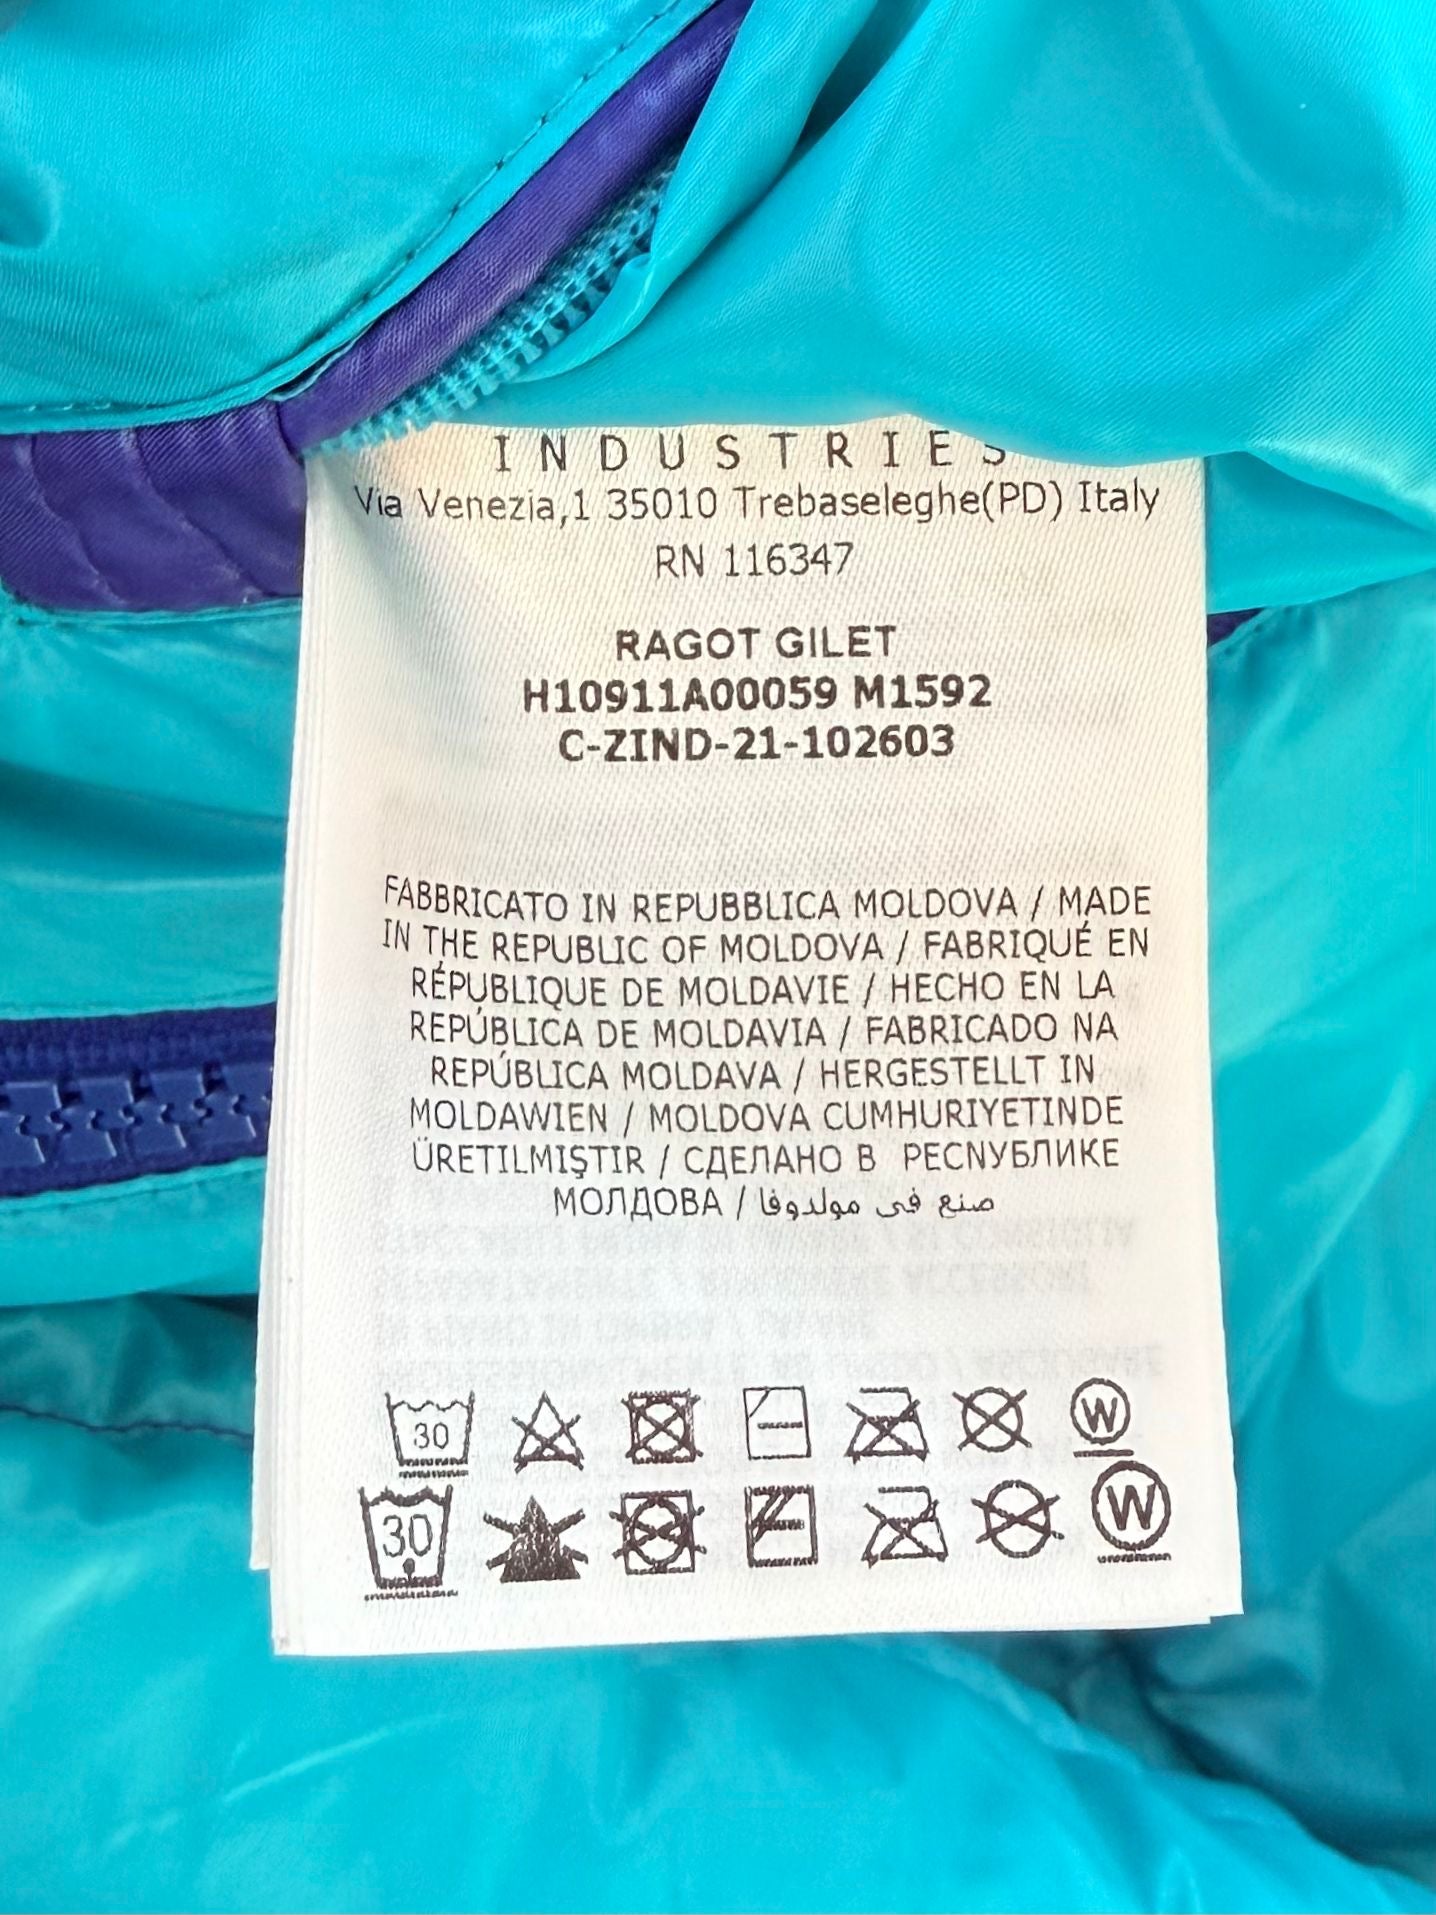 INDUSTRIES
Via Venezia,1 35010 Trebaseleghe(PD) Italy
RN 116347
RAGOT GILET
H10911A00059 M1592
C-ZIND-21-102603
FABBRICATO IN REPUBBLICA MOLDOVA / MADE
IN THE REPUBLIC OF MOLDOVA / FABRIQUÉ EN
RÉPUBLIQUE DE MOLDAVIE / HECHO EN LA
REPÚBLICA DE MOLDAVIA / FABRICADO NA
REPÚBLICA MOLDAVA / HERGESTELLT IN
MOLDAWIEN / MOLDOVA CUMHURIYETINDE
ÜRETILMIŞTIR / СДЕЛАНО В РЕСNУБЛИКЕ
МОЛДОВА / صنع في مولدوفا
30 W
30 W